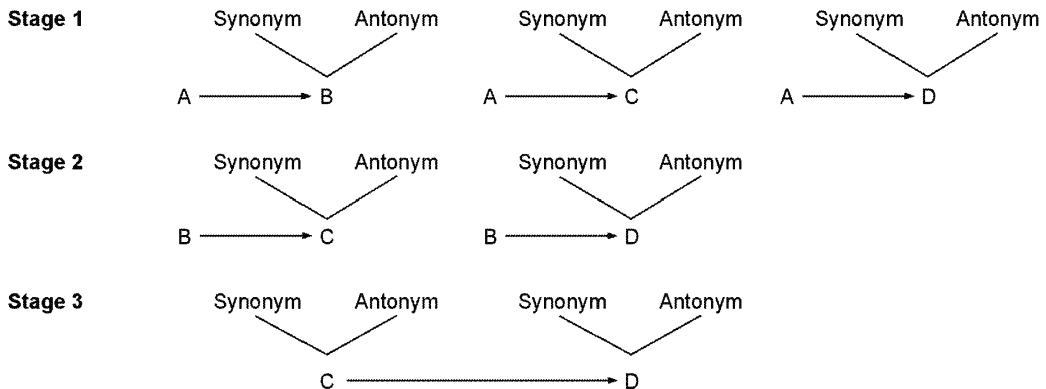 Stage 1 Synonym Antonym Synonym Antonym Synonym Antonym
A B A C A D
Stage 2 Synonym Antonym Synonym Antonym
B C B D
Stage 3 Synonym Antonym Synonym Antonym
C D